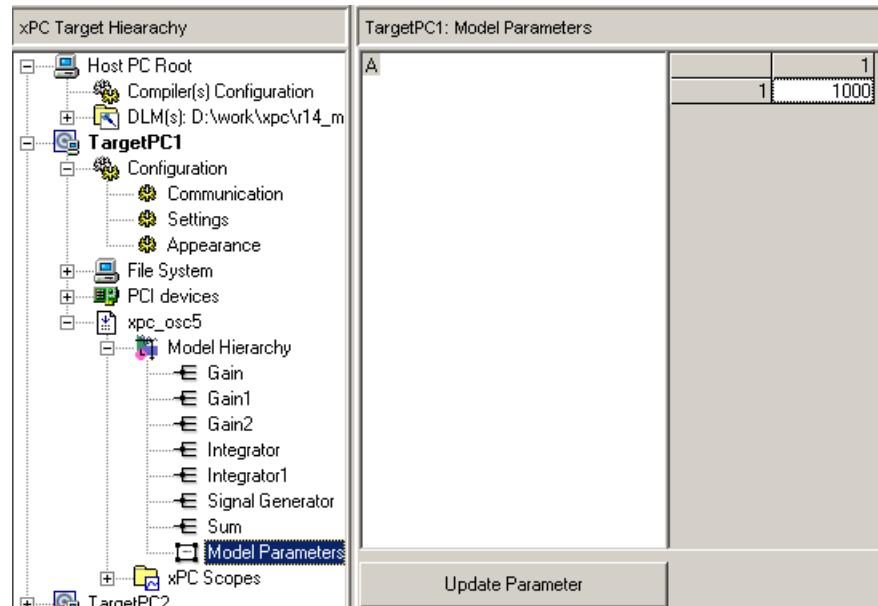 xPC Target Hiearachy
Host PC Root
Compiler(s) Configuration
DLM(s): D:\work\xpc\r14_m
TargetPC1
Configuration
Communication
Settings
Appearance
File System
PCI devices
xpc_osc5
Model Hierarchy
Gain
Gain1
Gain2
Integrator
Integrator1
Signal Generator
Sum
Model Parameters
xPC Scopes
TargetPC2
TargetPC1: Model Parameters
A
1
1 1000
Update Parameter